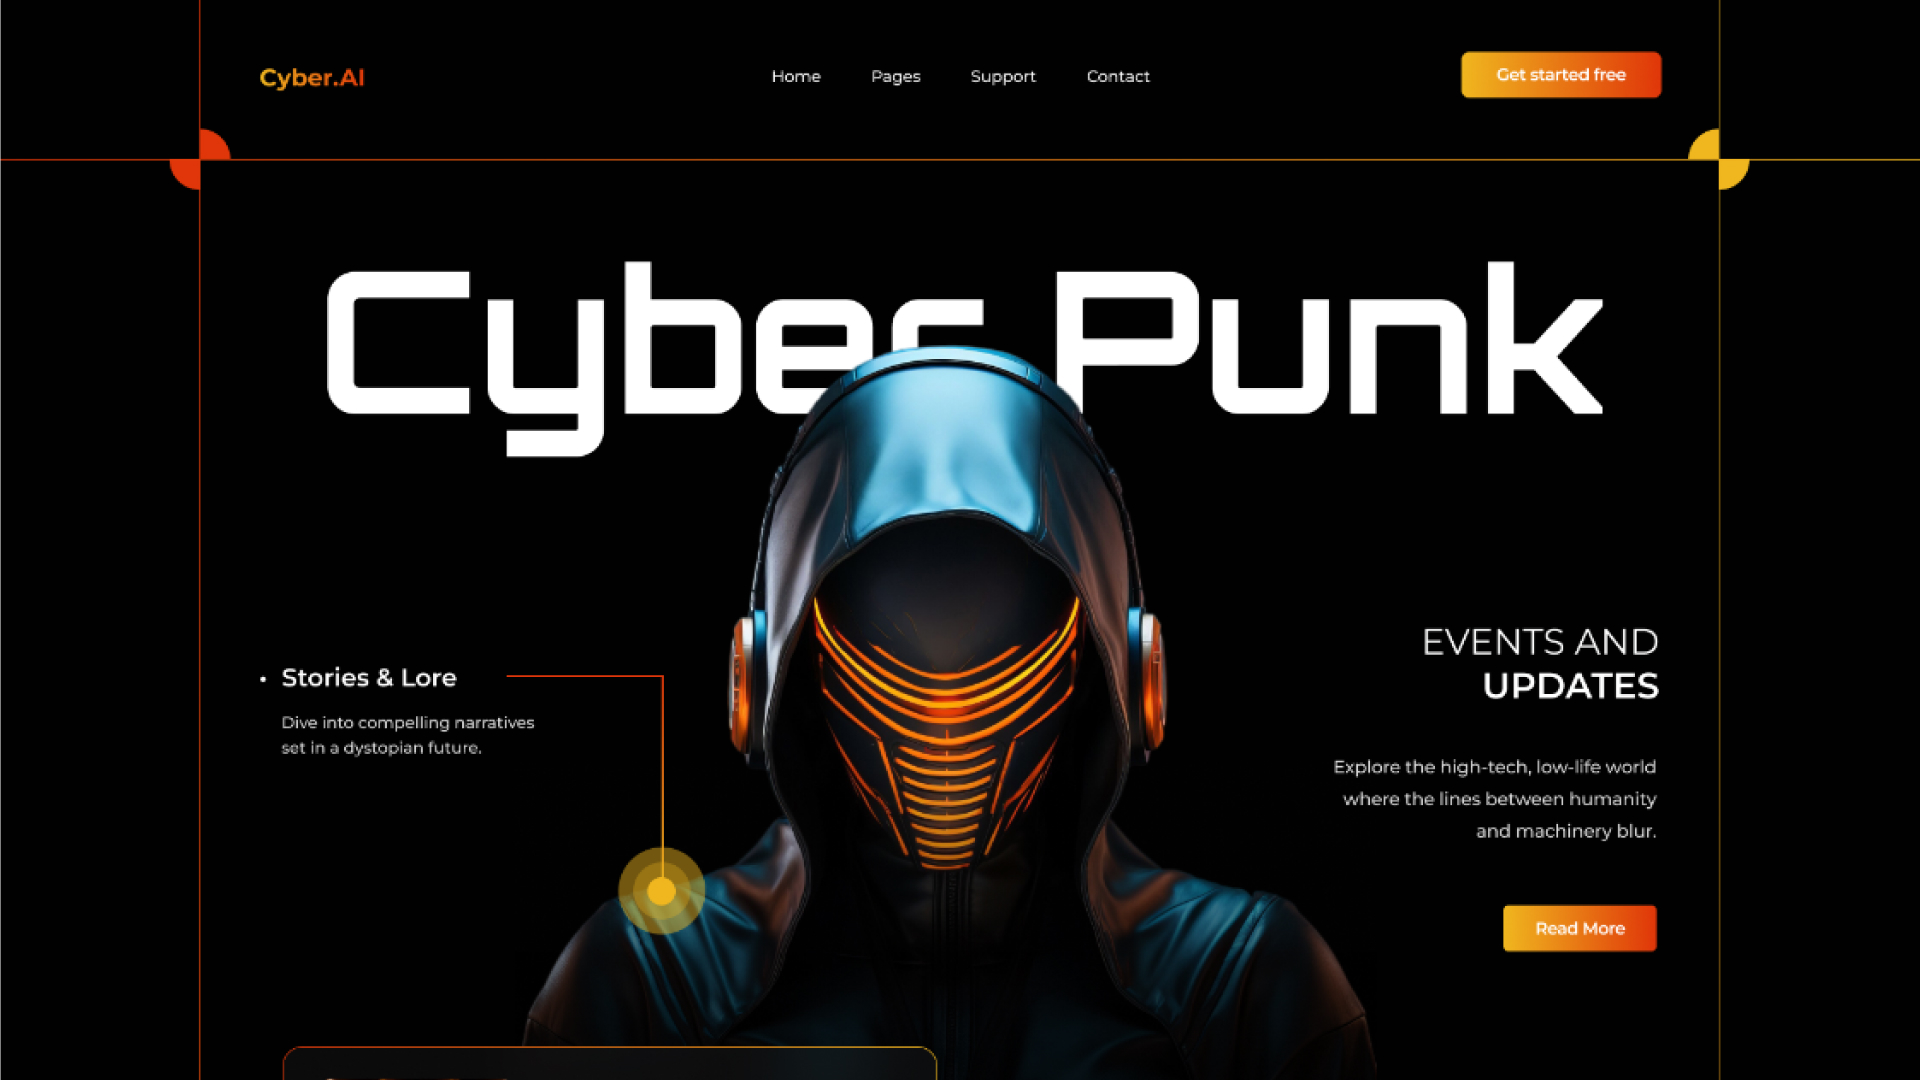 Cyber.AI
Home
Pages
Support
Contact
Get started free
Cyber Punk
Stories & Lore
Dive into compelling narratives
set in a dystopian future.
EVENTS AND
UPDATES
Explore the high-tech, low-life world
where the lines between humanity
and machinery blur.
Read More